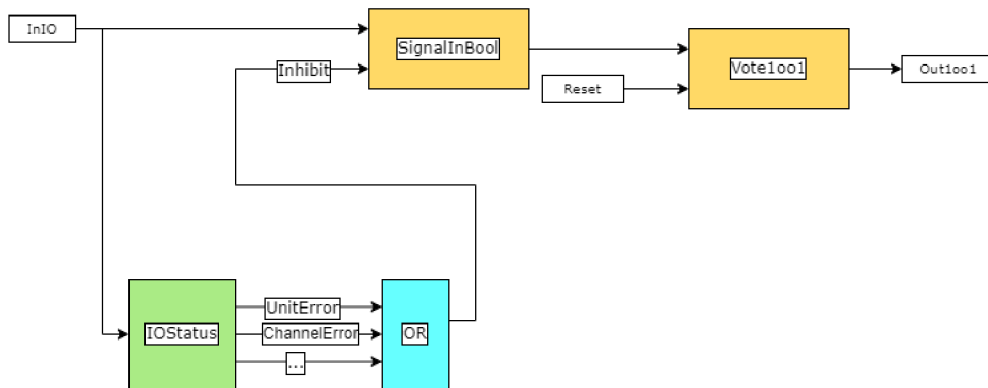 InIO
SignalInBool
Inhibit
Vote1oo1
Out1oo1
Reset
UnitError
IOStatus
ChannelError
OR
...